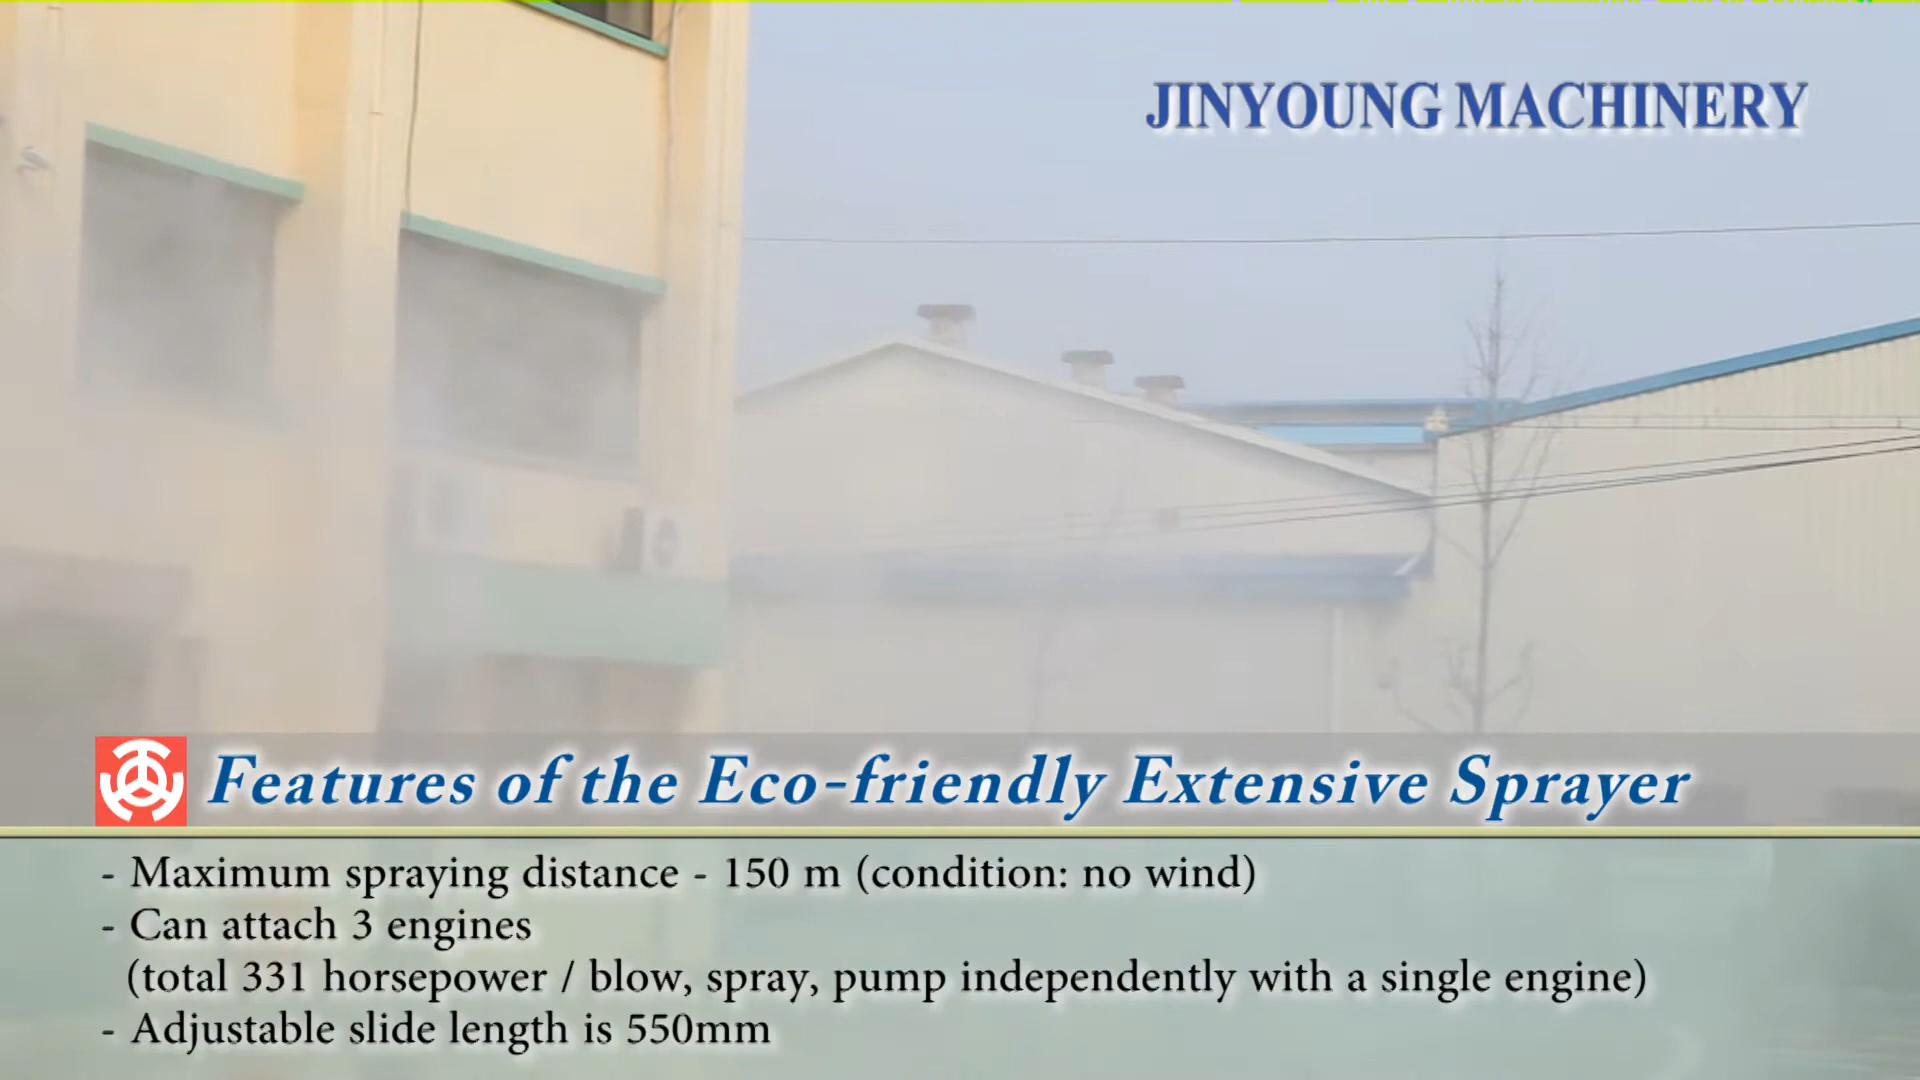 JINYOUNG MACHINERY
Features of the Eco-friendly Extensive Sprayer
- Maximum spraying distance - 150 m (condition: no wind)
- Can attach 3 engines
(total 331 horsepower / blow, spray, pump independently with a single engine)
- Adjustable slide length is 550mm